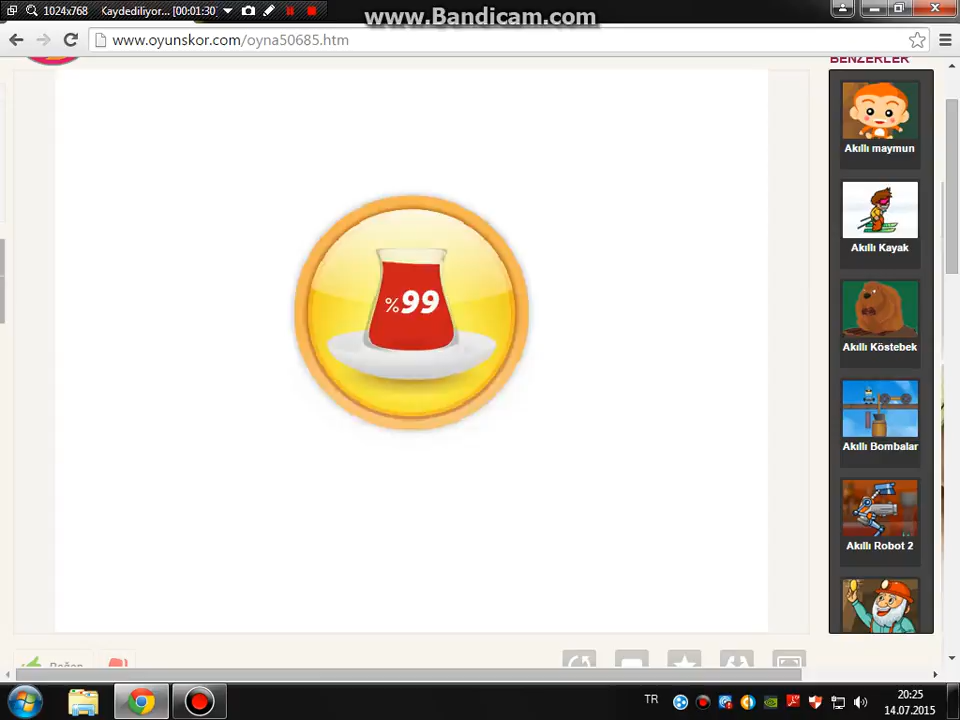 1024x768 Kaydediliyor... [00:01:30]
www.Bandicam.com
www.oyunskor.com/oyna50685.htm
BENZERLER
%99
Akıllı maymun
Akıllı Kayak
Akıllı Köstebek
Akıllı Bombalar
Akıllı Robot 2
Beğen
TR
20:25
14.07.2015